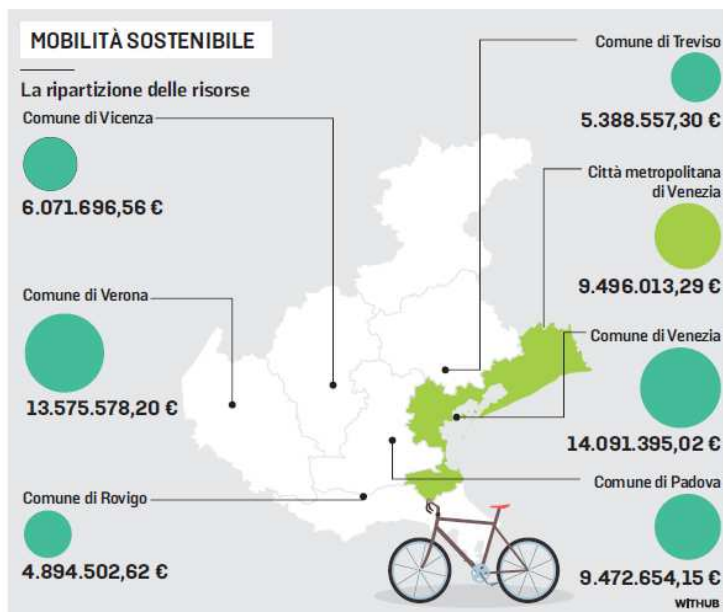 MOBILITÀ SOSTENIBILE
La ripartizione delle risorse
Comune di Vicenza
6.071.696,56 €
Comune di Verona
13.575.578,20 €
Comune di Rovigo
4.894.502,62 €
Comune di Treviso
5.388.557,30 €
Città metropolitana
di Venezia
9.496.013,29 €
Comune di Venezia
14.091.395,02 €
Comune di Padova
9.472.654,15 €
WITHUB